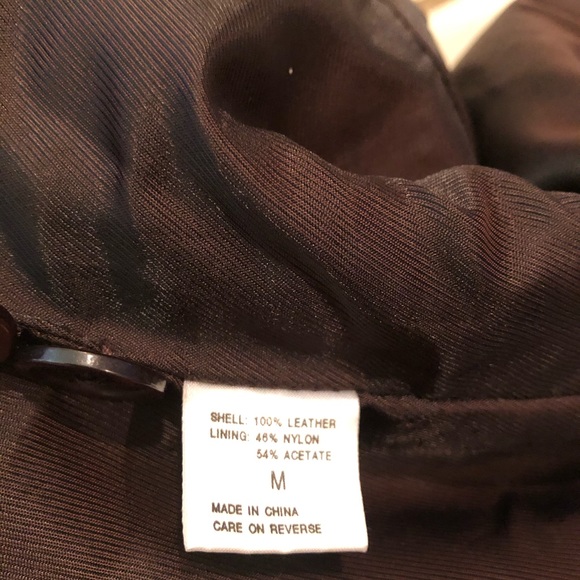 SHELL: 100% LEATHER
LINING: 46% NYLON
54% ACETATE
M
MADE IN CHINA
CARE ON REVERSE